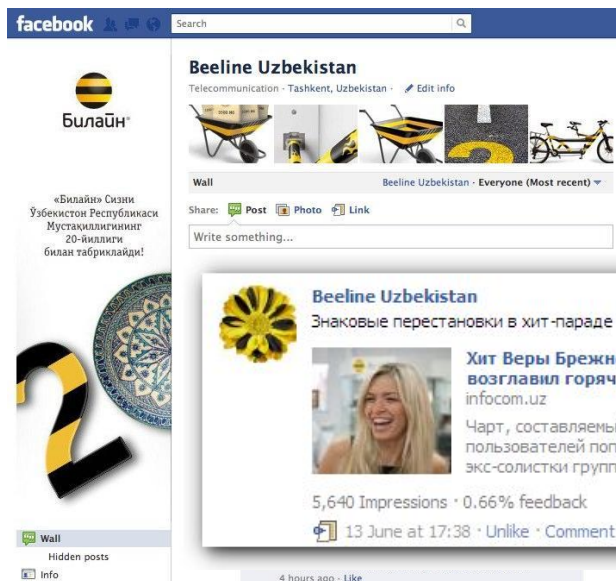 facebook
Search
Beeline Uzbekistan
Telecommunication · Tashkent, Uzbekistan · Edit info
Билайн®
«Билайн» Сизни
Ўзбекистон Республикаси
Мустақиллигининг
20-йиллиги
билан табриклайди!
2
Wall
Beeline Uzbekistan · Everyone (Most recent)
Share: Post Photo Link
Write something...
Beeline Uzbekistan
Знаковые перестановки в хит-параде
Хит Веры Брежн
возглавил горяч
infocom.uz
Чарт, составляемы
пользователей поп
экс-солистки групп
5,640 Impressions · 0.66% feedback
13 June at 17:38 · Unlike · Comment
4 hours ago · Like
Wall
Hidden posts
Info